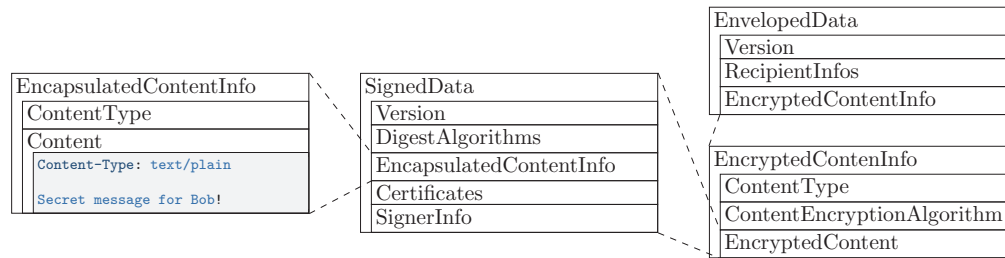 EncapsulatedContentInfo
ContentType
Content
Content-Type: text/plain
Secret message for Bob!
SignedData
Version
DigestAlgorithms
EncapsulatedContentInfo
Certificates
SignerInfo
EnvelopedData
Version
RecipientInfos
EncryptedContentInfo
EncryptedContenInfo
ContentType
ContentEncryptionAlgorithm
EncryptedContent